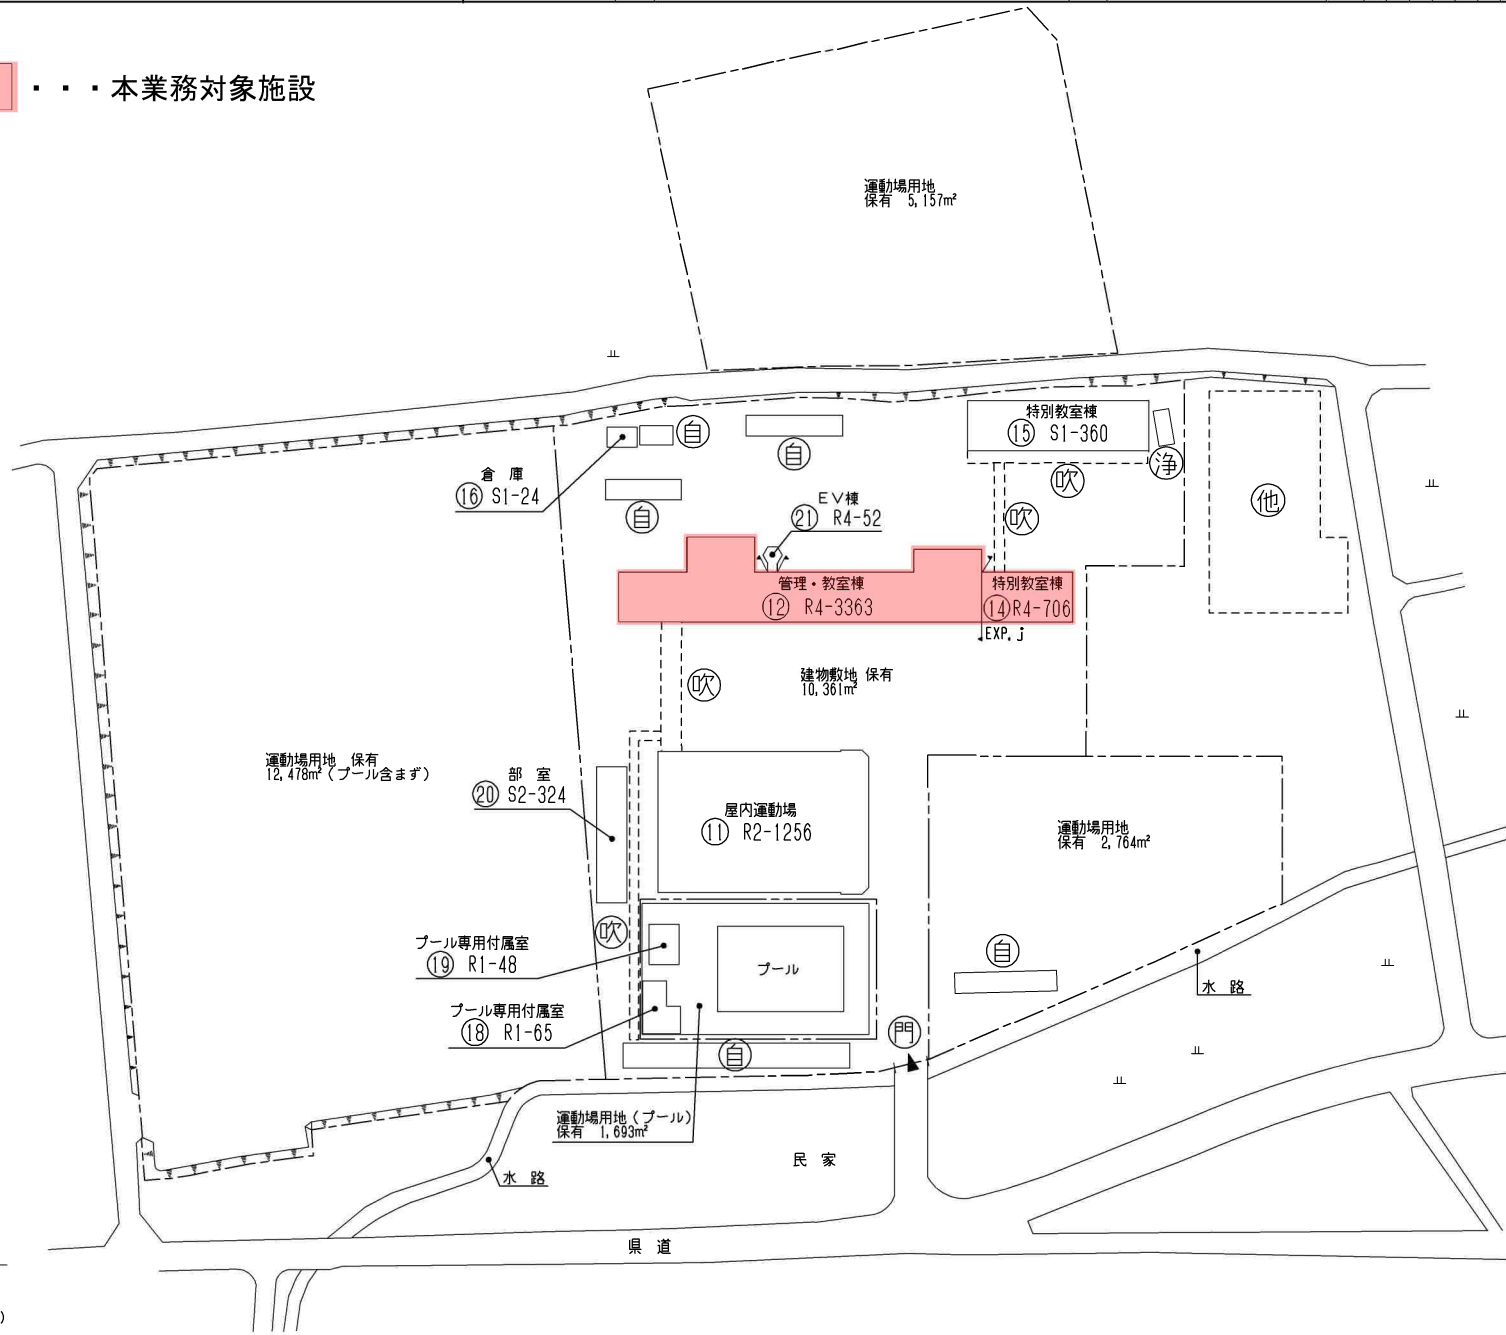 ・・・本業務対象施設
運動場用地
保有 5,157㎡
特別教室棟
⑮ S1-360
自
自
浄
倉 庫
⑯ S1-24
吹
他
自
EV棟
㉑ R4-52
吹
管理・教室棟
⑫ R4-3363
特別教室棟
⑭R4-706
EXP.j
吹
建物敷地 保有
10,361㎡
運動場用地 保有
12,478㎡(プール含まず)
部 室
⑳ S2-324
屋内運動場
⑪ R2-1256
運動場用地
保有 2,764㎡
吹
プール専用付属室
⑲ R1-48
プール
自
水 路
プール専用付属室
⑱ R1-65
門
自
運動場用地(プール)
保有 1,693㎡
民 家
水 路
県 道
)